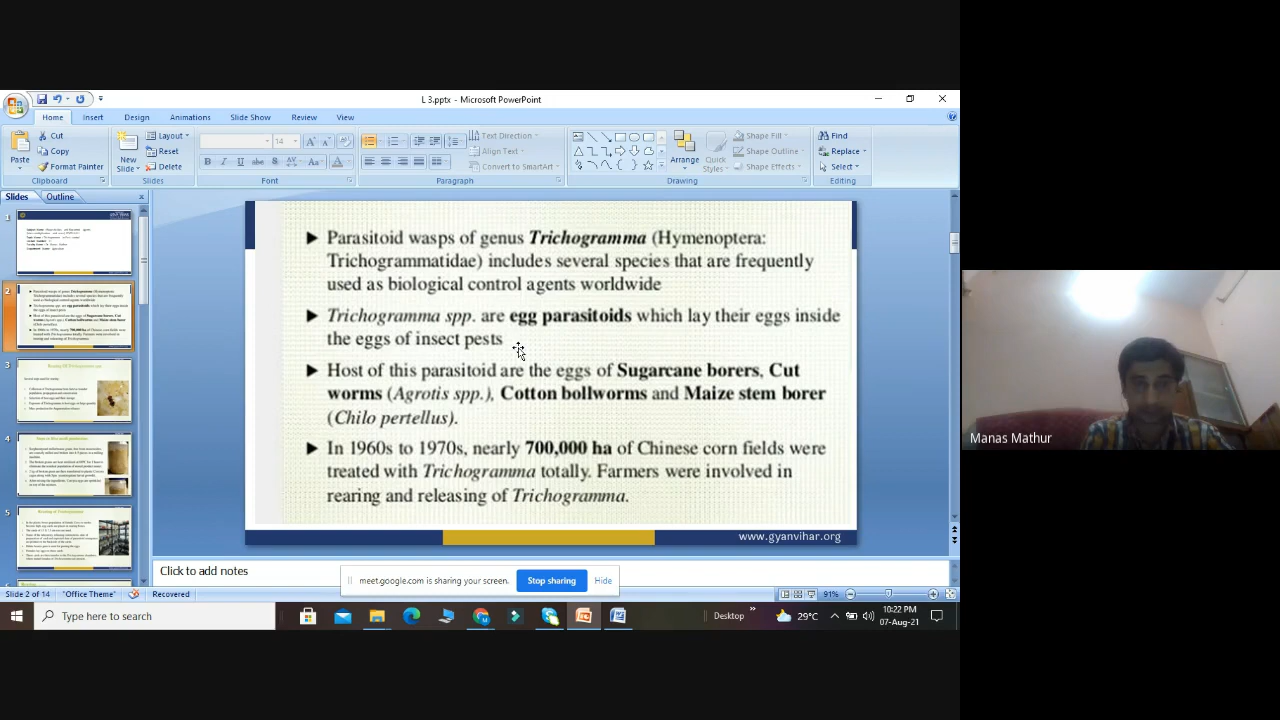 L 3.pptx - Microsoft PowerPoint
Home Insert Design Animations Slide Show Review View
Cut
Copy
Format Painter
Paste
Clipboard
New
Slide
Layout
Reset
Delete
Slides
14
Font
Text Direction
Align Text
Convert to SmartArt
Paragraph
Arrange
Quick
Styles
Shape Fill
Shape Outline
Shape Effects
Drawing
Find
Replace
Select
Editing
Slides Outline
1
2
3
4
5
Parasitoid wasps of genus Trichogramma (Hymenoptera:
Trichogrammatidae) includes several species that are frequently
used as biological control agents worldwide
Trichogramma spp. are egg parasitoids which lay their eggs inside
the eggs of insect pests
Host of this parasitoid are the eggs of Sugarcane borers, Cut
worms (Agrotis spp.), Cotton bollworms and Maize stem borer
(Chilo pertellus).
In 1960s to 1970s, nearly 700,000 ha of Chinese corn fields were
treated with Trichogramma totally. Farmers were involved in
rearing and releasing of Trichogramma.
www.gyanvihar.org
Click to add notes
meet.google.com is sharing your screen. Stop sharing Hide
Slide 2 of 14 "Office Theme" Recovered 91%
Type here to search
Desktop
29°C
10:22 PM
07-Aug-21
Manas Mathur